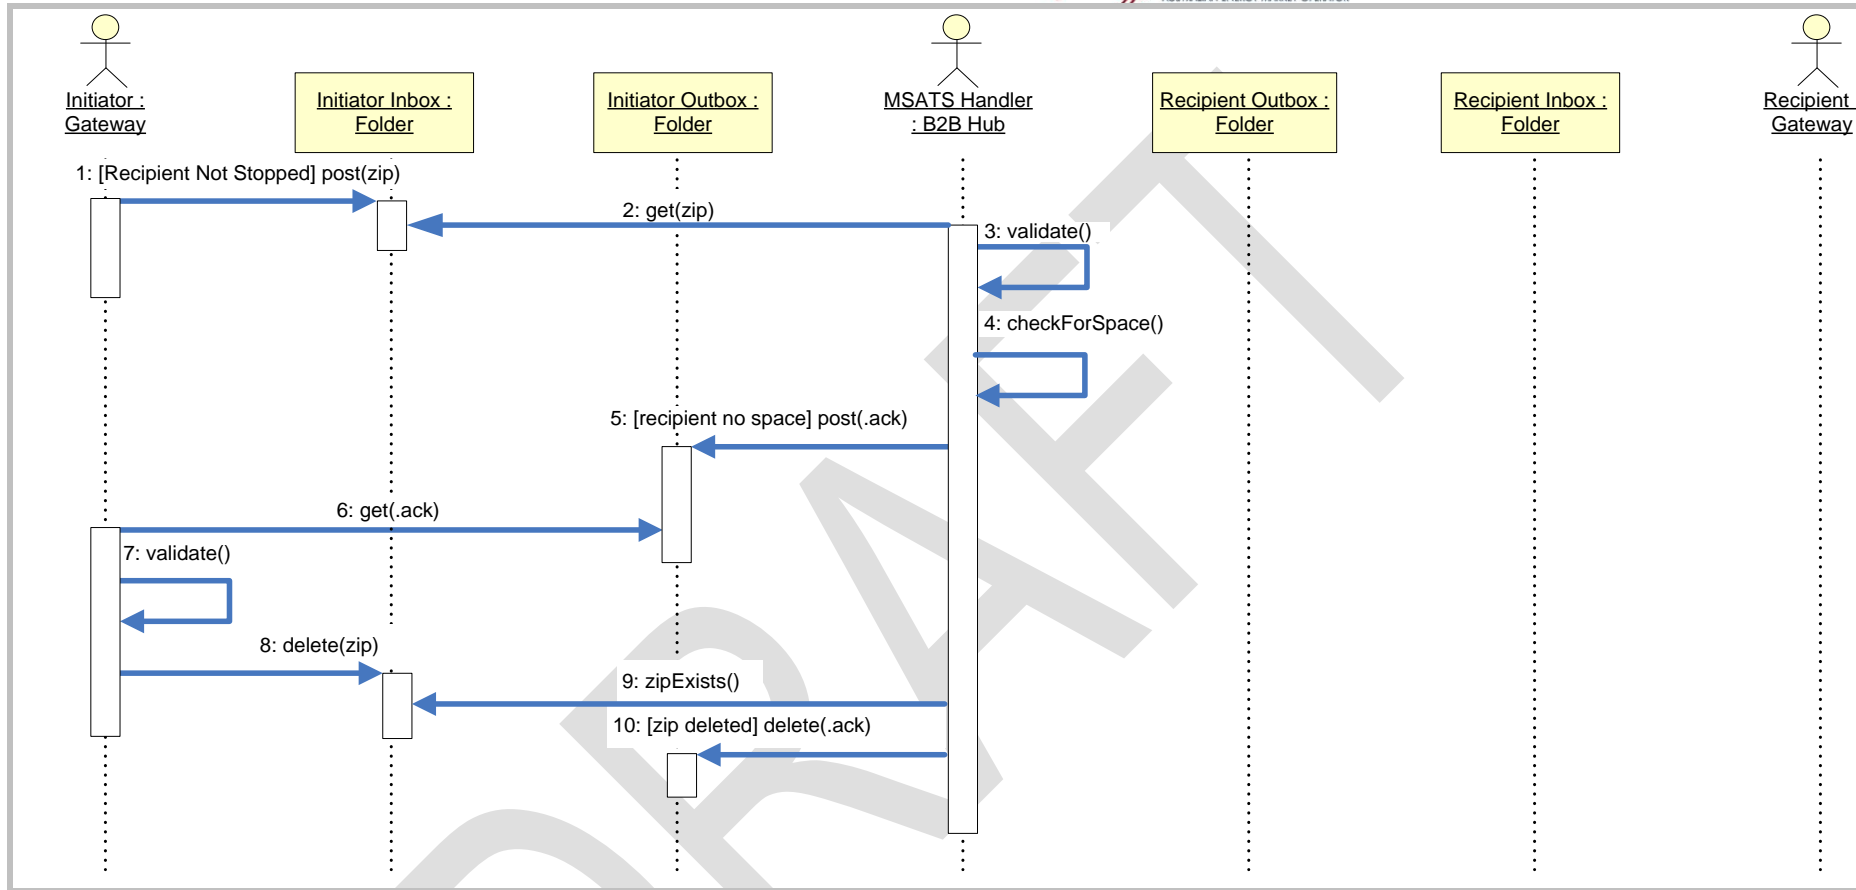 Initiator :
Gateway
Initiator Inbox :
Folder
Initiator Outbox :
Folder
MSATS Handler
: B2B Hub
Recipient Outbox :
Folder
Recipient Inbox :
Folder
Recipient
Gateway
1: [Recipient Not Stopped] post(zip)
2: get(zip)
3: validate()
4: checkForSpace()
5: [recipient no space] post(.ack)
6: get(.ack)
7: validate()
8: delete(zip)
9: zipExists()
10: [zip deleted] delete(.ack)
DRAFT